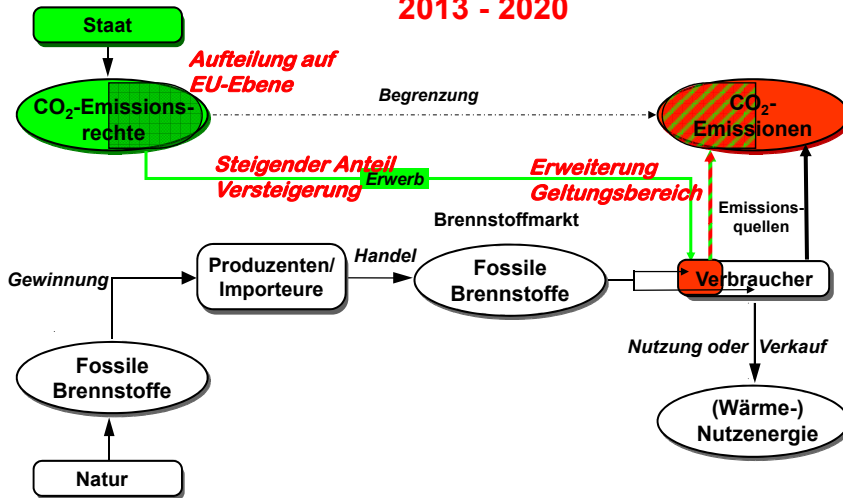 2013 - 2020
Staat
Aufteilung auf
EU-Ebene
CO₂-Emissions-
rechte
Begrenzung
CO₂-
Emissionen
Steigender Anteil
Versteigerung
Erwerb
Erweiterung
Geltungsbereich
Brennstoffmarkt
Emissions-
quellen
Gewinnung
Produzenten/
Importeure
Handel
Fossile
Brennstoffe
Verbraucher
Fossile
Brennstoffe
Nutzung oder
Verkauf
(Wärme-)
Nutzenergie
Natur